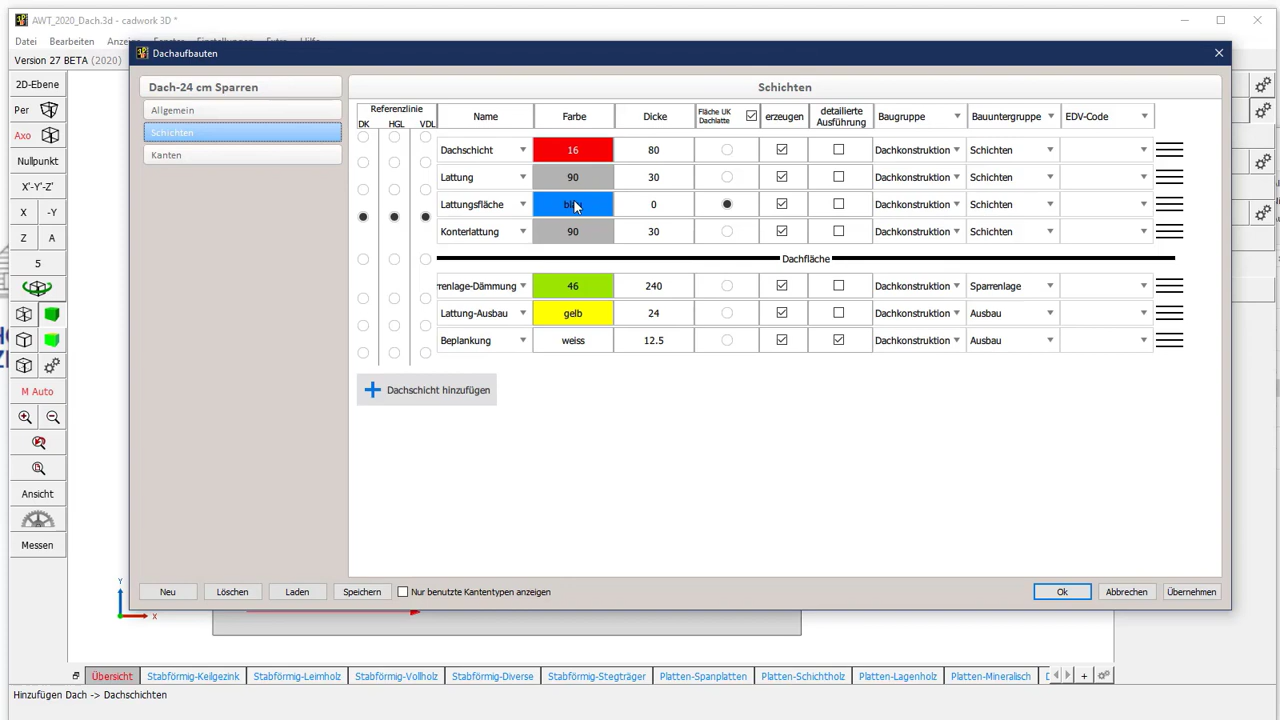 AWT_2020_Dach.3d - cadwork 3D *
Datei Bearbeiten
Version 27 BETA (2020)
Dachaufbauten
2D-Ebene
Per
Axo
Nullpunkt
X'-Y'-Z'
X -Y
Z A
5
M Auto
Ansicht
Messen
Dach-24 cm Sparren
Allgemein
Schichten
Kanten
Schichten
Referenzlinie
DK HGL VDL
Name Farbe Dicke Fläche UK Dachlatte erzeugen detaillierte Ausführung Baugruppe Bauuntergruppe EDV-Code
Dachschicht 16 80 Dachkonstruktion Schichten
Lattung 90 30 Dachkonstruktion Schichten
Lattungsfläche 0 Dachkonstruktion Schichten
Konterlattung 90 30 Dachkonstruktion Schichten
Dachfläche
rrenlage-Dämmung 46 240 Dachkonstruktion Sparrenlage
Lattung-Ausbau gelb 24 Dachkonstruktion Ausbau
Beplankung weiss 12.5 Dachkonstruktion Ausbau
Dachschicht hinzufügen
Neu Löschen Laden Speichern Nur benutzte Kantentypen anzeigen Ok Abbrechen Übernehmen
Y
X
Übersicht Stabförmig-Keilgezink Stabförmig-Leimholz Stabförmig-Vollholz Stabförmig-Diverse Stabförmig-Stegträger Platten-Spanplatten Platten-Schichtholz Platten-Lagenholz Platten-Mineralisch
Hinzufügen Dach -> Dachschichten